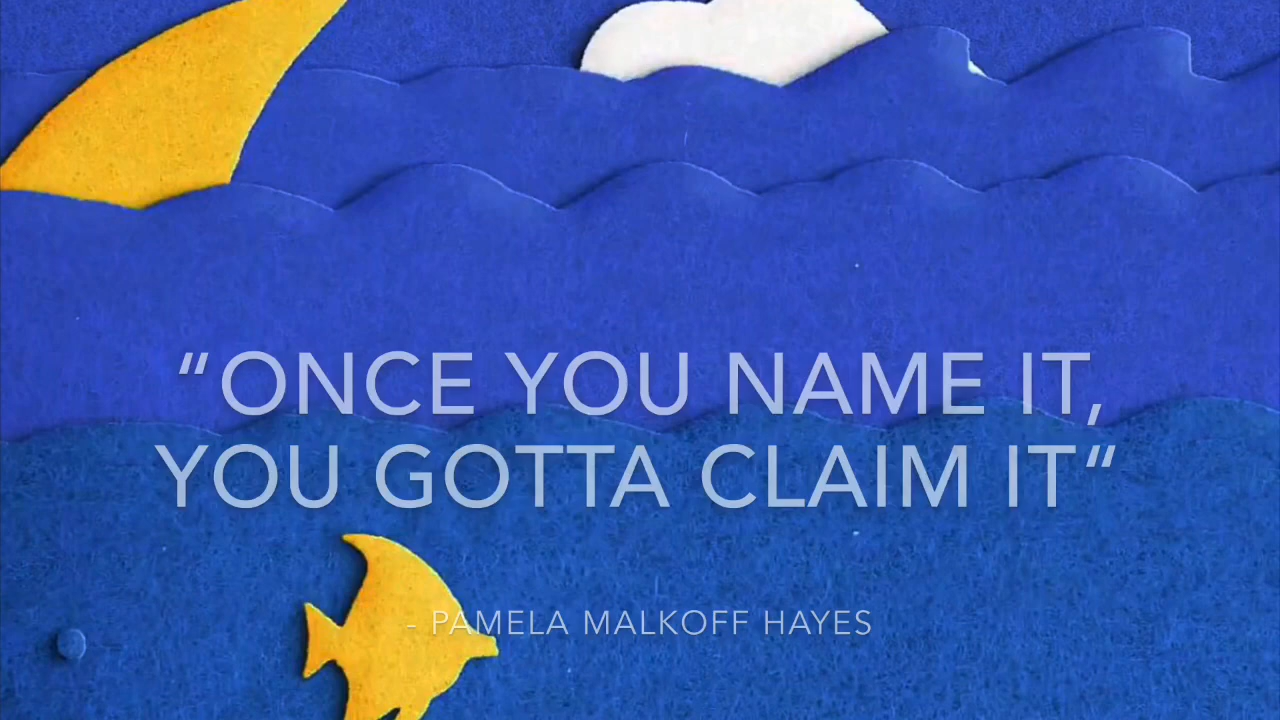 “ONCE YOU NAME IT,
YOU GOTTA CLAIM IT“
- PAMELA MALKOFF HAYES